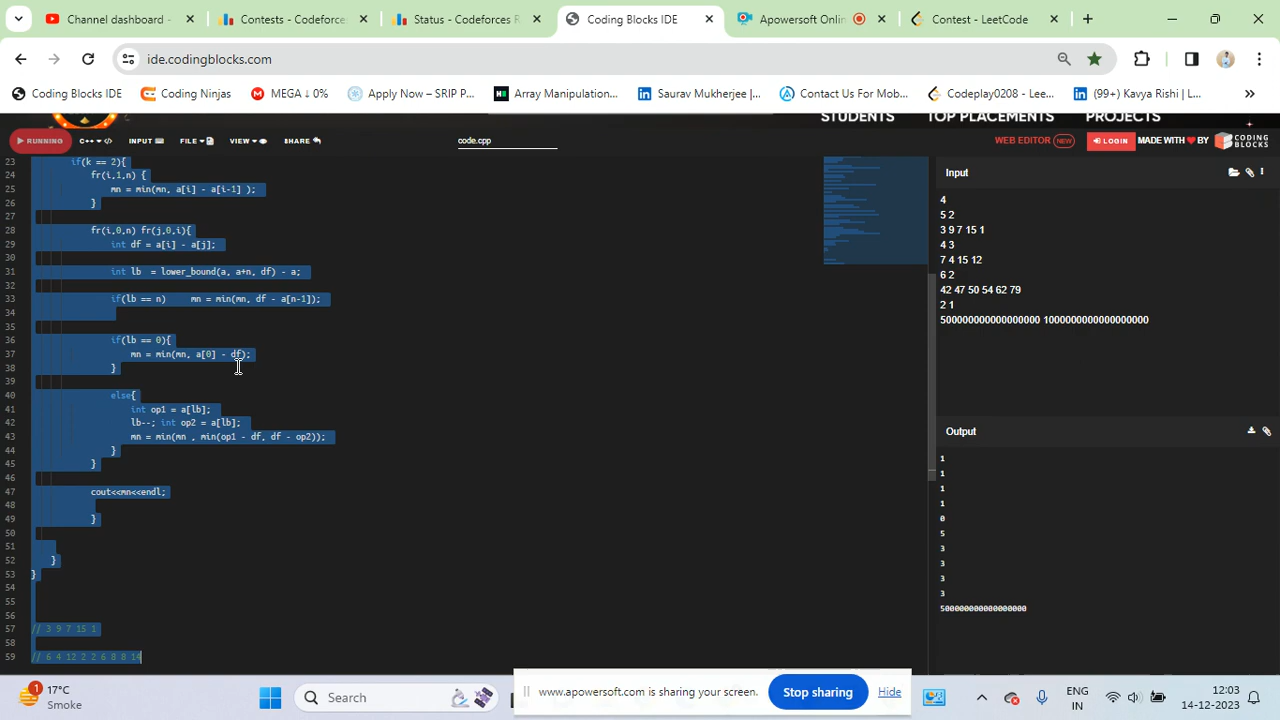 Channel dashboard -
Contests - Codeforces
Status - Codeforces R
Coding Blocks IDE
Apowersoft Onlin
Contest - LeetCode
ide.codingblocks.com
Coding Blocks IDE
Coding Ninjas
MEGA ↓ 0%
Apply Now – SRIP P...
Array Manipulation...
Saurav Mukherjee |...
Contact Us For Mob...
Codeplay0208 - Lee...
(99+) Kavya Rishi | L...
STUDENTS
TOP PLACEMENTS
PROJECTS
RUNNING
C++
INPUT
FILE
VIEW
SHARE
code.cpp
WEB EDITOR NEW
LOGIN
MADE WITH ♥ BY
CODING
BLOCKS
23 if(k == 2){
24 fr(i,1,n) {
25 mn = min(mn, a[i] - a[i-1] );
26 }
27
28 fr(i,0,n) fr(j,0,i){
29 int df = a[i] - a[j];
30
31 int lb = lower_bound(a, a+n, df) - a;
32
33 if(lb == n) mn = min(mn, df - a[n-1]);
34
35
36 if(lb == 0){
37 mn = min(mn, a[0] - df);
38 }
39
40 else{
41 int op1 = a[lb];
42 lb--; int op2 = a[lb];
43 mn = min(mn , min(op1 - df, df - op2));
44 }
45 }
46
47 cout<<mn<<endl;
48
49 }
50
51
52 }
53 }
54
55
56
57 // 3 9 7 15 1
58
59 // 6 4 12 2 2 6 8 8 14
Input
4
5 2
3 9 7 15 1
4 3
7 4 15 12
6 2
42 47 50 54 62 79
2 1
500000000000000000 1000000000000000000
Output
1
1
1
1
0
5
3
3
3
3
500000000000000000
www.apowersoft.com is sharing your screen.
Stop sharing
Hide
1
17°C
Smoke
Search
ENG
IN
12:03
14-12-2023